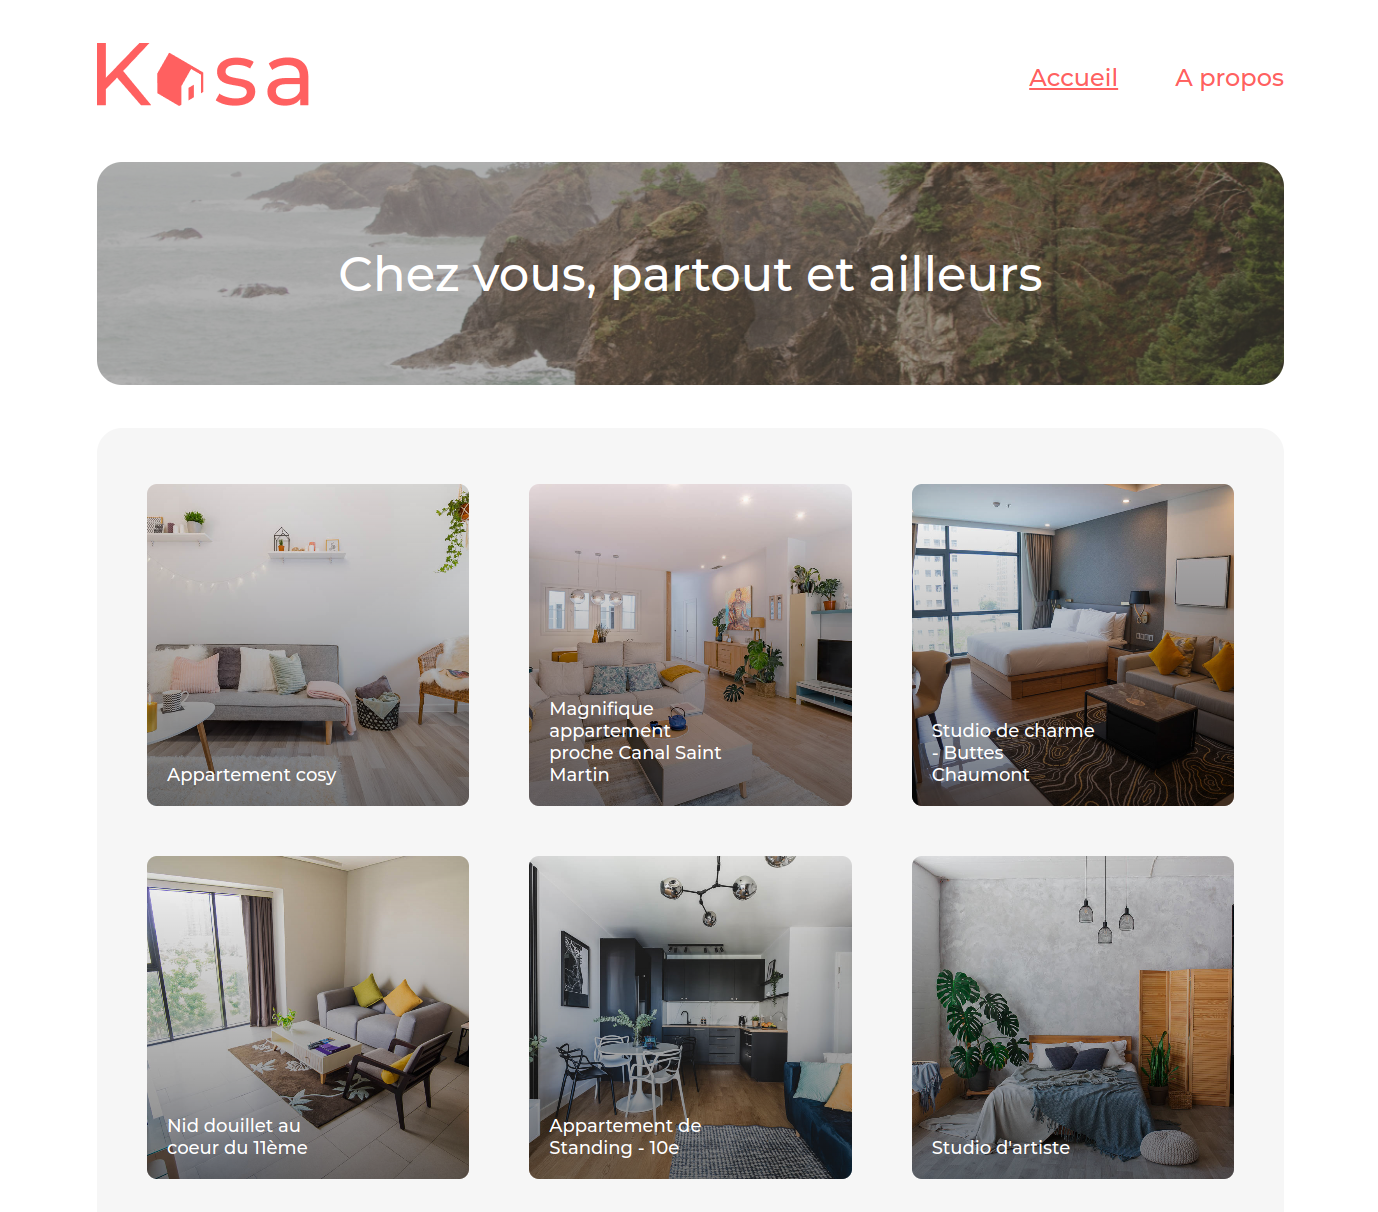 Kasa
Accueil
A propos
Chez vous, partout et ailleurs
Appartement cosy
Magnifique
appartement
proche Canal Saint
Martin
Studio de charme
- Buttes
Chaumont
Nid douillet au
coeur du 11ème
Appartement de
Standing - 10e
Studio d'artiste